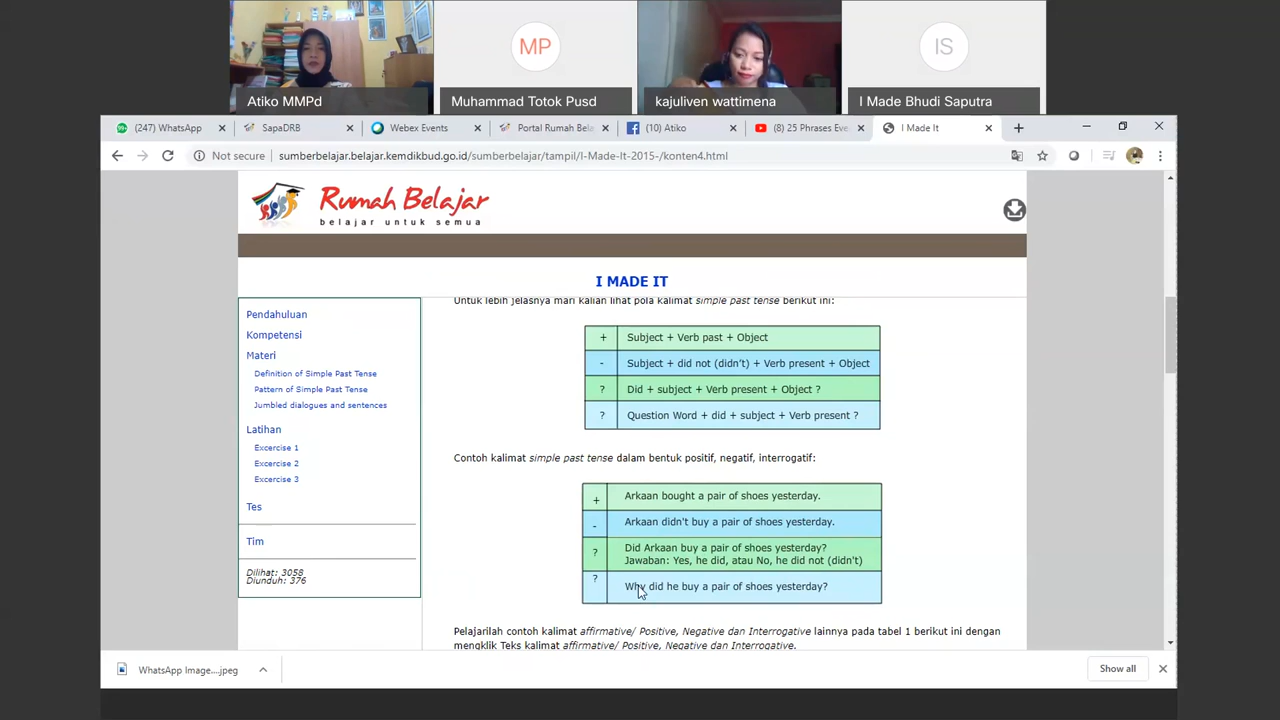 MP
IS
Atiko MMPd
Muhammad Totok Pusd
kajuliven wattimena
I Made Bhudi Saputra
99+
(247) WhatsApp
SapaDRB
Webex Events
Portal Rumah Bela
(10) Atiko
(8) 25 Phrases Eve
I Made It
Not secure
sumberbelajar.belajar.kemdikbud.go.id/sumberbelajar/tampil/I-Made-It-2015-/konten4.html
Rumah Belajar
belajar untuk semua
I MADE IT
Pendahuluan
Kompetensi
Materi
Definition of Simple Past Tense
Pattern of Simple Past Tense
Jumbled dialogues and sentences
Latihan
Excercise 1
Excercise 2
Excercise 3
Tes
Tim
Dilihat: 3058
Diunduh: 376
Untuk lebih jelasnya mari kalian lihat pola kalimat simple past tense berikut ini:
+ Subject + Verb past + Object
- Subject + did not (didn't) + Verb present + Object
? Did + subject + Verb present + Object ?
? Question Word + did + subject + Verb present ?
Contoh kalimat simple past tense dalam bentuk positif, negatif, interrogatif:
+ Arkaan bought a pair of shoes yesterday.
- Arkaan didn't buy a pair of shoes yesterday.
? Did Arkaan buy a pair of shoes yesterday?
Jawaban: Yes, he did, atau No, he did not (didn't)
? Why did he buy a pair of shoes yesterday?
Pelajarilah contoh kalimat affirmative/ Positive, Negative dan Interrogative lainnya pada tabel 1 berikut ini dengan
mengklik Teks kalimat affirmative/ Positive, Negative dan Interrogative.
WhatsApp Image....jpeg
Show all